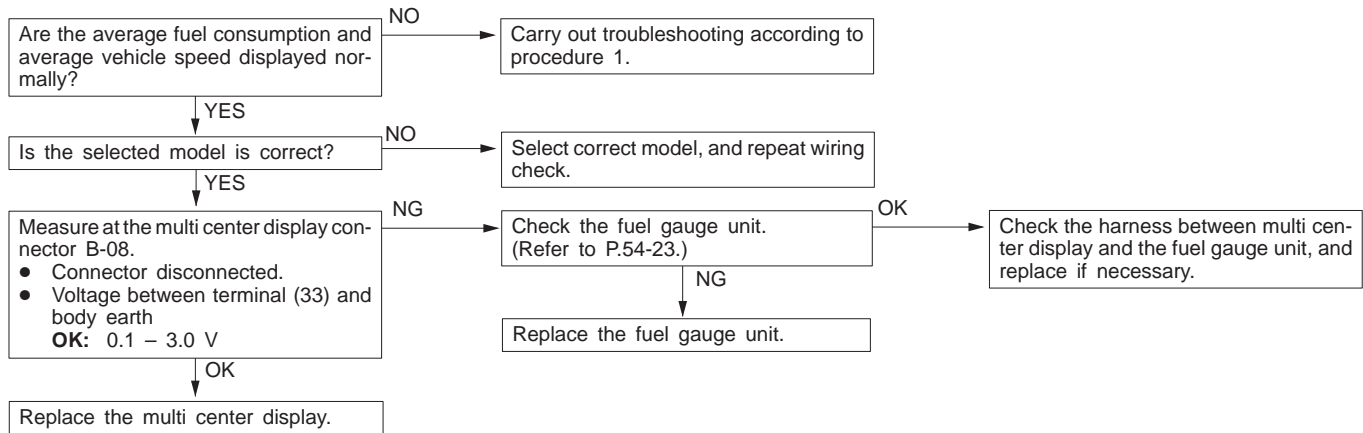 Are the average fuel consumption and
average vehicle speed displayed nor-
mally?
NO
Carry out troubleshooting according to
procedure 1.
YES
Is the selected model is correct?
NO
Select correct model, and repeat wiring
check.
YES
Measure at the multi center display con-
nector B-08.
● Connector disconnected.
● Voltage between terminal (33) and
body earth
OK: 0.1 – 3.0 V
NG
Check the fuel gauge unit.
(Refer to P.54-23.)
OK
Check the harness between multi cen-
ter display and the fuel gauge unit, and
replace if necessary.
NG
Replace the fuel gauge unit.
OK
Replace the multi center display.